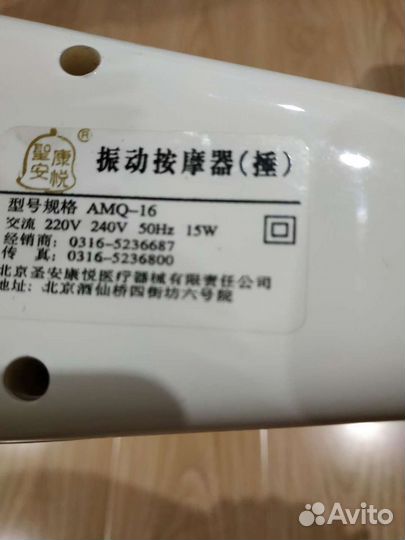 聖安康悦®
振动按摩器(捶)
型号规格 AMQ-16
交流 220V 240V 50Hz 15W
经销商: 0316-5236687
传 真: 0316-5236800
北京圣安康悦医疗器械有限责任公司
地址: 北京酒仙桥四街坊六号院
Avito